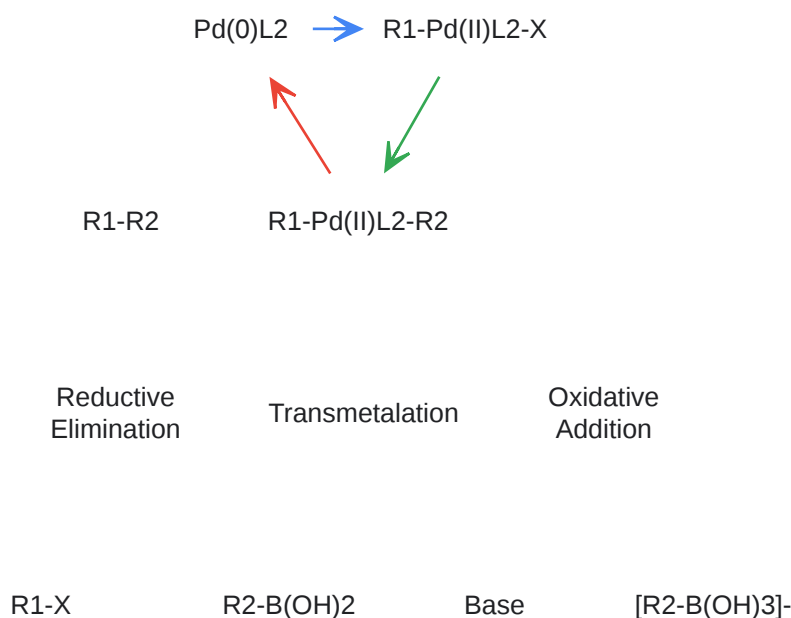 Pd(0)L2 R1-Pd(II)L2-X
R1-R2 R1-Pd(II)L2-R2
Reductive
Elimination
Transmetalation
Oxidative
Addition
R1-X R2-B(OH)2 Base [R2-B(OH)3]-